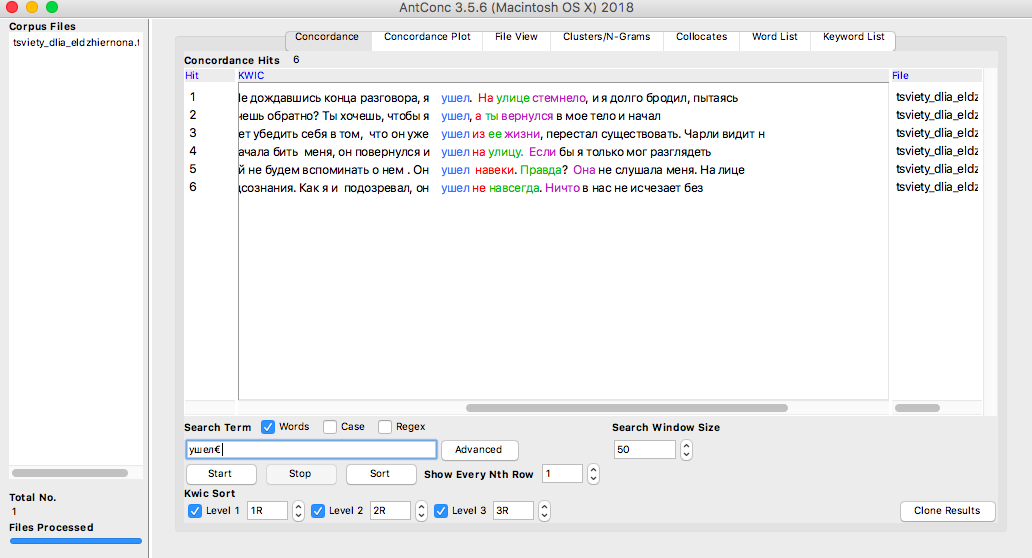 AntConc 3.5.6 (Macintosh OS X) 2018
Corpus Files
tsviety_dlia_eldzhiernona.
Concordance Concordance Plot File View Clusters/N-Grams Collocates Word List Keyword List
Concordance Hits 6
Hit KWIC File
1 Не дождавшись конца разговора, я ушел. На улице стемнело, и я долго бродил, пытаясь tsviety_dlia_eldz
2 чешь обратно? Ты хочешь, чтобы я ушел, а ты вернулся в мое тело и начал tsviety_dlia_eldz
3 ет убедить себя в том, что он уже ушел из ее жизни, перестал существовать. Чарли видит н tsviety_dlia_eldz
4 ачала бить меня, он повернулся и ушел на улицу. Если бы я только мог разглядеть tsviety_dlia_eldz
5 й не будем вспоминать о нем . Он ушел навеки. Правда? Она не слушала меня. На лице tsviety_dlia_eldz
6 дсознания. Как я и подозревал, он ушел не навсегда. Ничто в нас не исчезает без tsviety_dlia_eldz
Search Term Words Case Regex Search Window Size
ушел€ Advanced 50
Start Stop Sort Show Every Nth Row 1
Kwic Sort
Level 1 1R Level 2 2R Level 3 3R Clone Results
Total No.
1
Files Processed